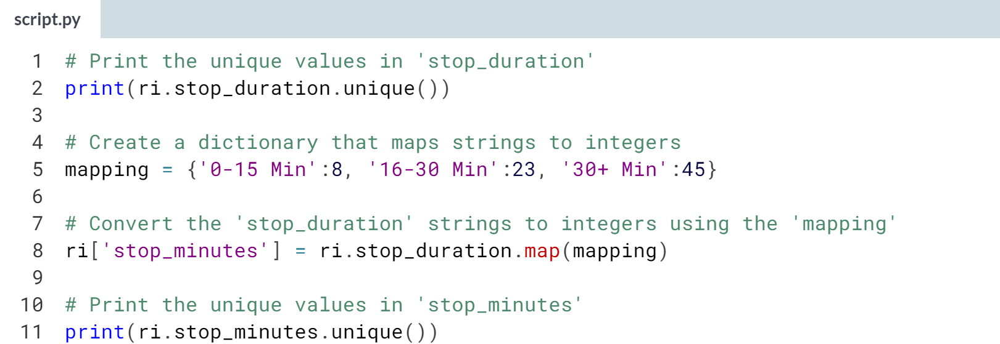 script.py
1 # Print the unique values in 'stop_duration'
2 print(ri.stop_duration.unique())
3
4 # Create a dictionary that maps strings to integers
5 mapping = {'0-15 Min':8, '16-30 Min':23, '30+ Min':45}
6
7 # Convert the 'stop_duration' strings to integers using the 'mapping'
8 ri['stop_minutes'] = ri.stop_duration.map(mapping)
9
10 # Print the unique values in 'stop_minutes'
11 print(ri.stop_minutes.unique())